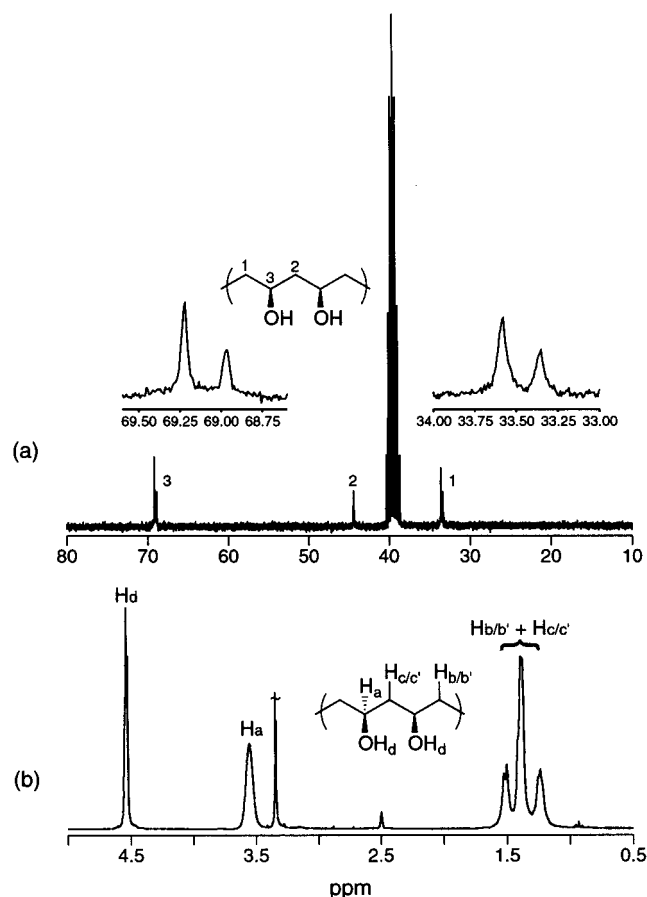 1
2
3
OH OH
69.50 69.25 69.00 68.75
34.00 33.75 33.50 33.25 33.00
(a)
3
2
1
80 70 60 50 40 30 20 10
Hd
Hb/b' + Hc/c'
Hc/c'
Ha
Hb/b'
Ha
OHd OHd
(b)
4.5 3.5 2.5 1.5 0.5
ppm